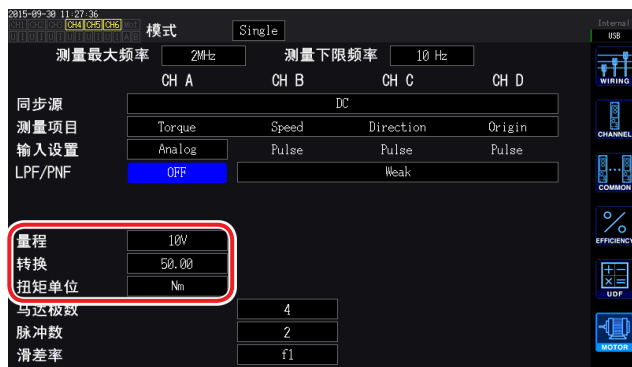 2015-09-30 11:27:36
CH1 CH2 CH3 CH4 CH5 CH6 Mot
U I U I U I U I U I U I A B
模式 Single
Internal
USB
测量最大频率 2MHz 测量下限频率 10 Hz
CH A CH B CH C CH D
WIRING
同步源 DC
测量项目 Torque Speed Direction Origin
CHANNEL
输入设置 Analog Pulse Pulse Pulse
LPF/PNF OFF Weak
COMMON
量程 10V
EFFICIENCY
转换 50.00
扭矩单位 Nm
UDF
马达极数 4
脉冲数 2
MOTOR
滑差率 f1